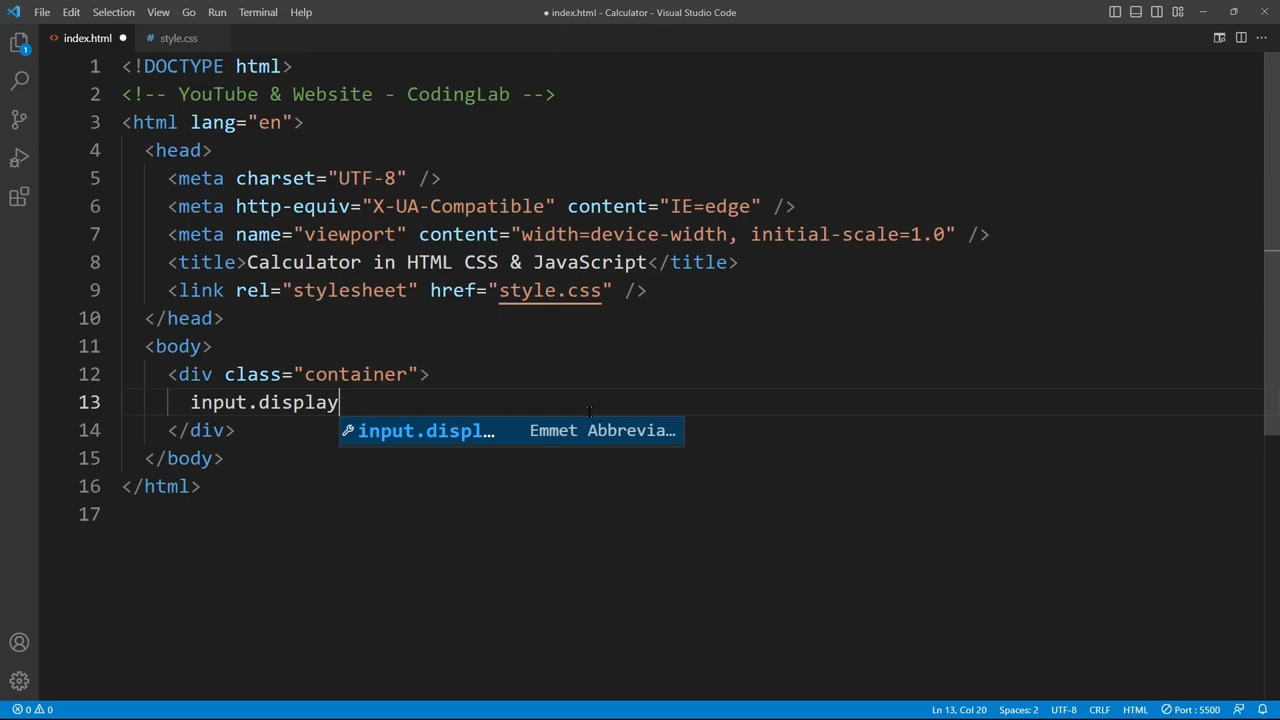 File Edit Selection View Go Run Terminal Help
● index.html - Calculator - Visual Studio Code
<> index.html ● # style.css
1
1 <!DOCTYPE html>
2 <!-- YouTube & Website - CodingLab -->
3 <html lang="en">
4 <head>
5 <meta charset="UTF-8" />
6 <meta http-equiv="X-UA-Compatible" content="IE=edge" />
7 <meta name="viewport" content="width=device-width, initial-scale=1.0" />
8 <title>Calculator in HTML CSS & JavaScript</title>
9 <link rel="stylesheet" href="style.css" />
10 </head>
11 <body>
12 <div class="container">
13 input.display
input.displ… Emmet Abbrevia…
14 </div>
15 </body>
16 </html>
17
0 0 Ln 13, Col 20 Spaces: 2 UTF-8 CRLF HTML Port : 5500